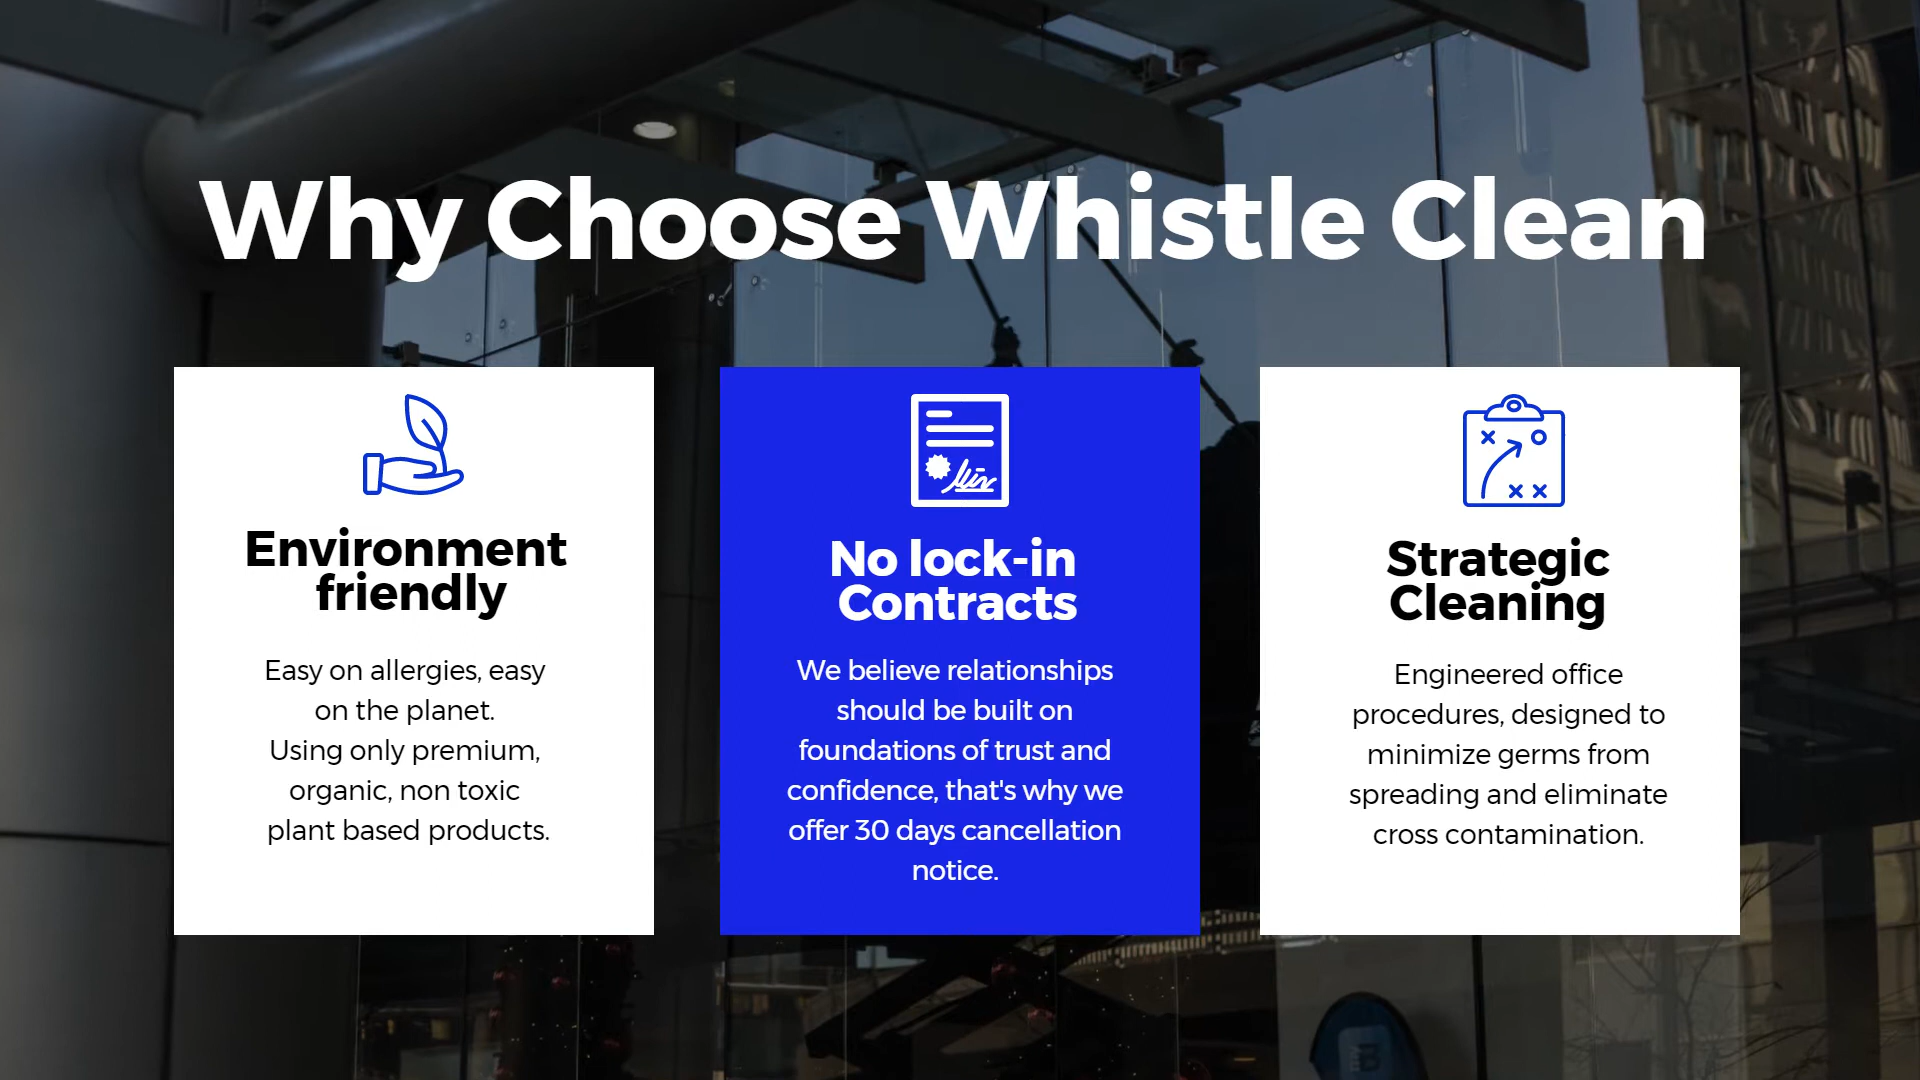 Why Choose Whistle Clean
Environment
friendly
Easy on allergies, easy
on the planet.
Using only premium,
organic, non toxic
plant based products.
No lock-in
Contracts
We believe relationships
should be built on
foundations of trust and
confidence, that's why we
offer 30 days cancellation
notice.
Strategic
Cleaning
Engineered office
procedures, designed to
minimize germs from
spreading and eliminate
cross contamination.